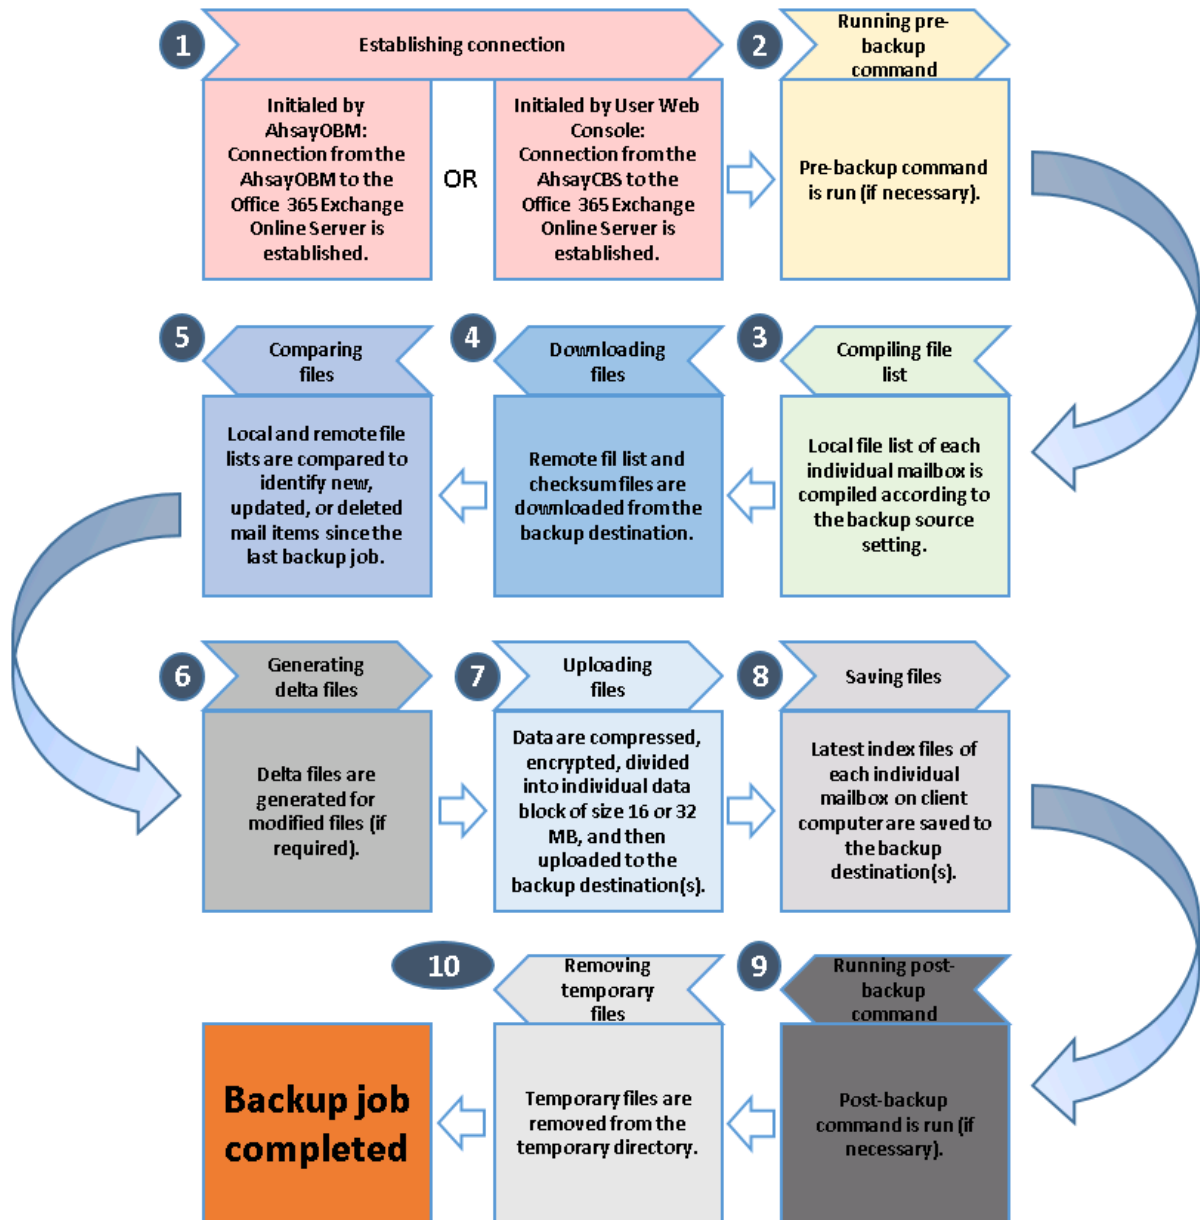 1
Establishing connection
Initialed by
AhsayOBM:
Connection from the
AhsayOBM to the
Office 365 Exchange
Online Server is
established.
OR
Initialed by User Web
Console:
Connection from the
AhsayCBS to the
Office 365 Exchange
Online Server is
established.
2
Running pre-
backup
command
Pre-backup command
is run (if necessary).
3
Compiling file
list
Local file list of each
individual mailbox is
compiled according to
the backup source
setting.
4
Downloading
files
Remote fil list and
checksum files are
downloaded from the
backup destination.
5
Comparing
files
Local and remote file
lists are compared to
identify new,
updated, or deleted
mail items since the
last backup job.
6
Generating
delta files
Delta files are
generated for
modified files (if
required).
7
Uploading
files
Data are compressed,
encrypted, divided
into individual data
block of size 16 or 32
MB, and then
uploaded to the
backup destination(s).
8
Saving files
Latest index files of
each individual
mailbox on client
computer are saved to
the backup
destination(s).
9
Running post-
backup
command
Post-backup
command is run (if
necessary).
10
Removing
temporary
files
Temporary files are
removed from the
temporary directory.
Backup job
completed